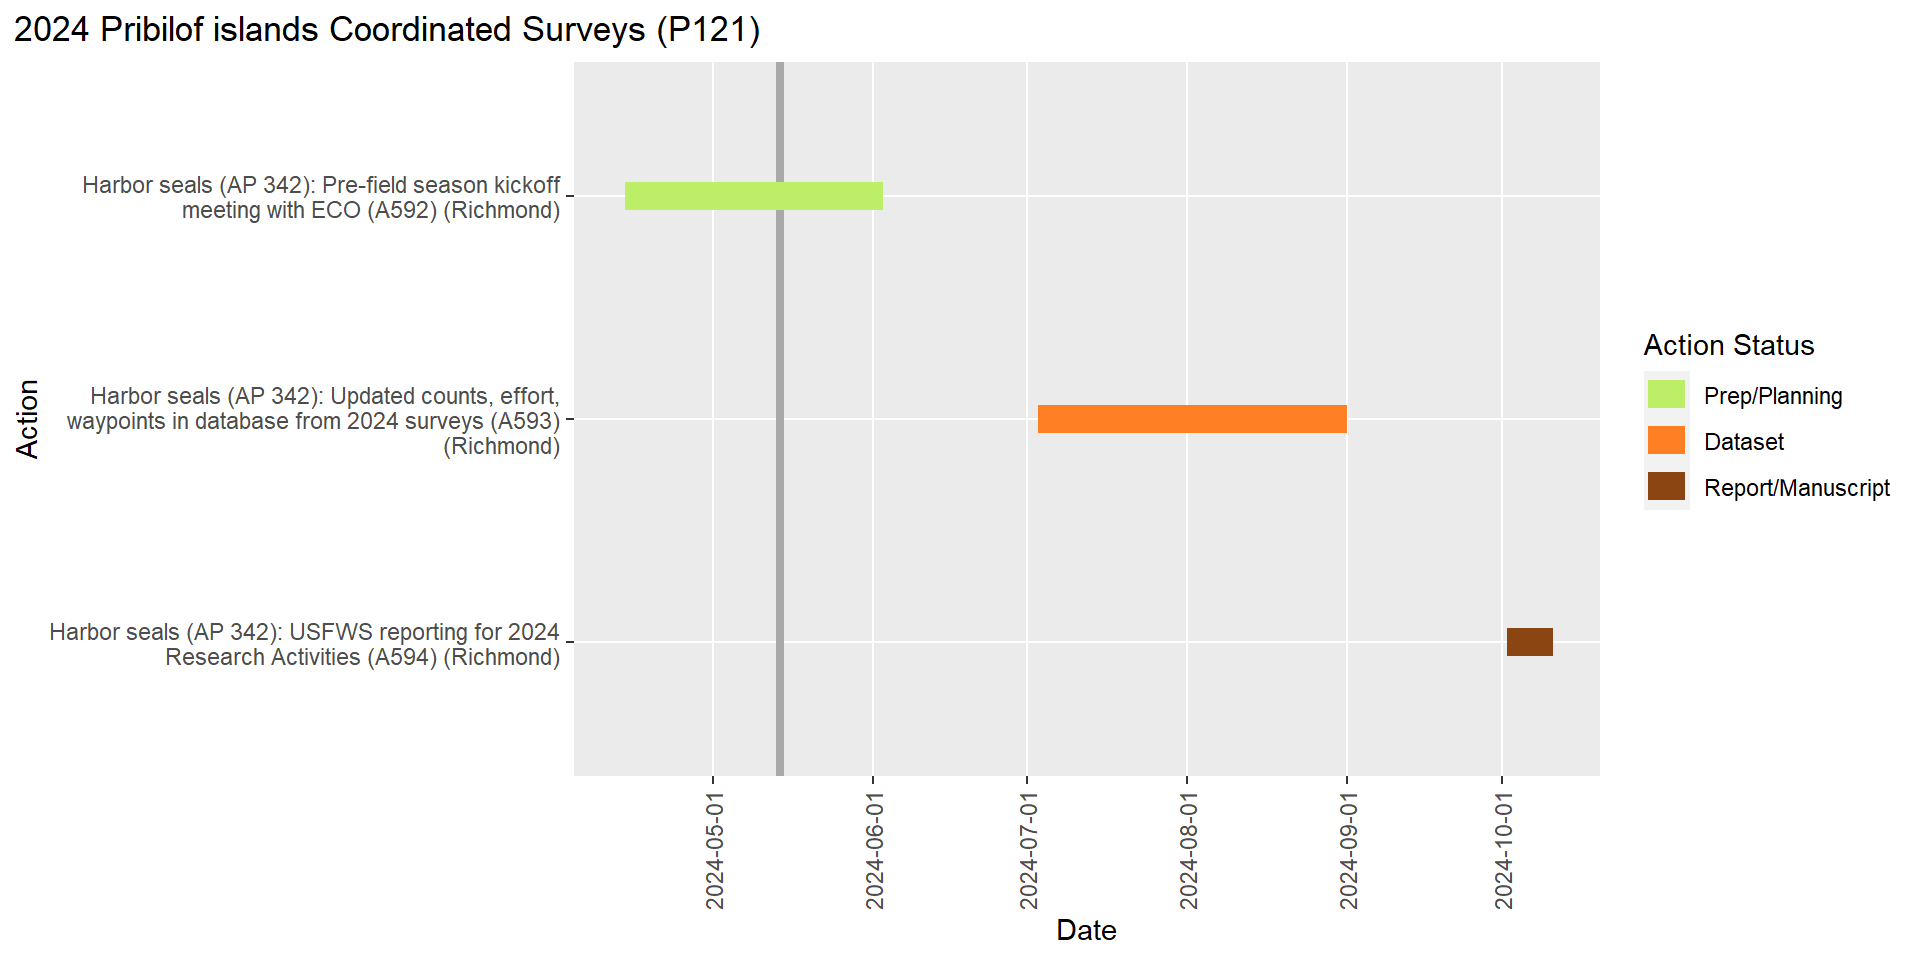 2024 Pribilof islands Coordinated Surveys (P121)
Action
Harbor seals (AP 342): Pre-field season kickoff
meeting with ECO (A592) (Richmond)
Harbor seals (AP 342): Updated counts, effort,
waypoints in database from 2024 surveys (A593)
(Richmond)
Harbor seals (AP 342): USFWS reporting for 2024
Research Activities (A594) (Richmond)
2024-05-01
2024-06-01
2024-07-01
2024-08-01
2024-09-01
2024-10-01
Date
Action Status
Prep/Planning
Dataset
Report/Manuscript